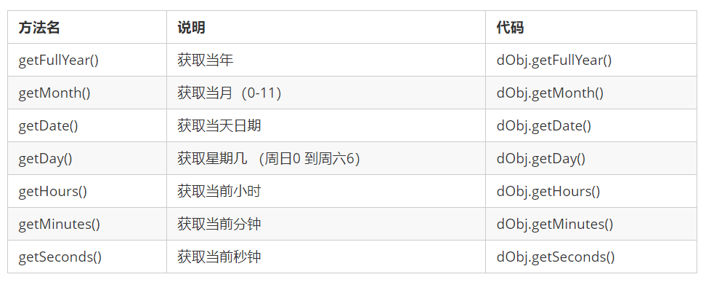 方法名 说明 代码
getFullYear() 获取当年 dObj.getFullYear()
getMonth() 获取当月（0-11） dObj.getMonth()
getDate() 获取当天日期 dObj.getDate()
getDay() 获取星期几 （周日0 到周六6） dObj.getDay()
getHours() 获取当前小时 dObj.getHours()
getMinutes() 获取当前分钟 dObj.getMinutes()
getSeconds() 获取当前秒钟 dObj.getSeconds()